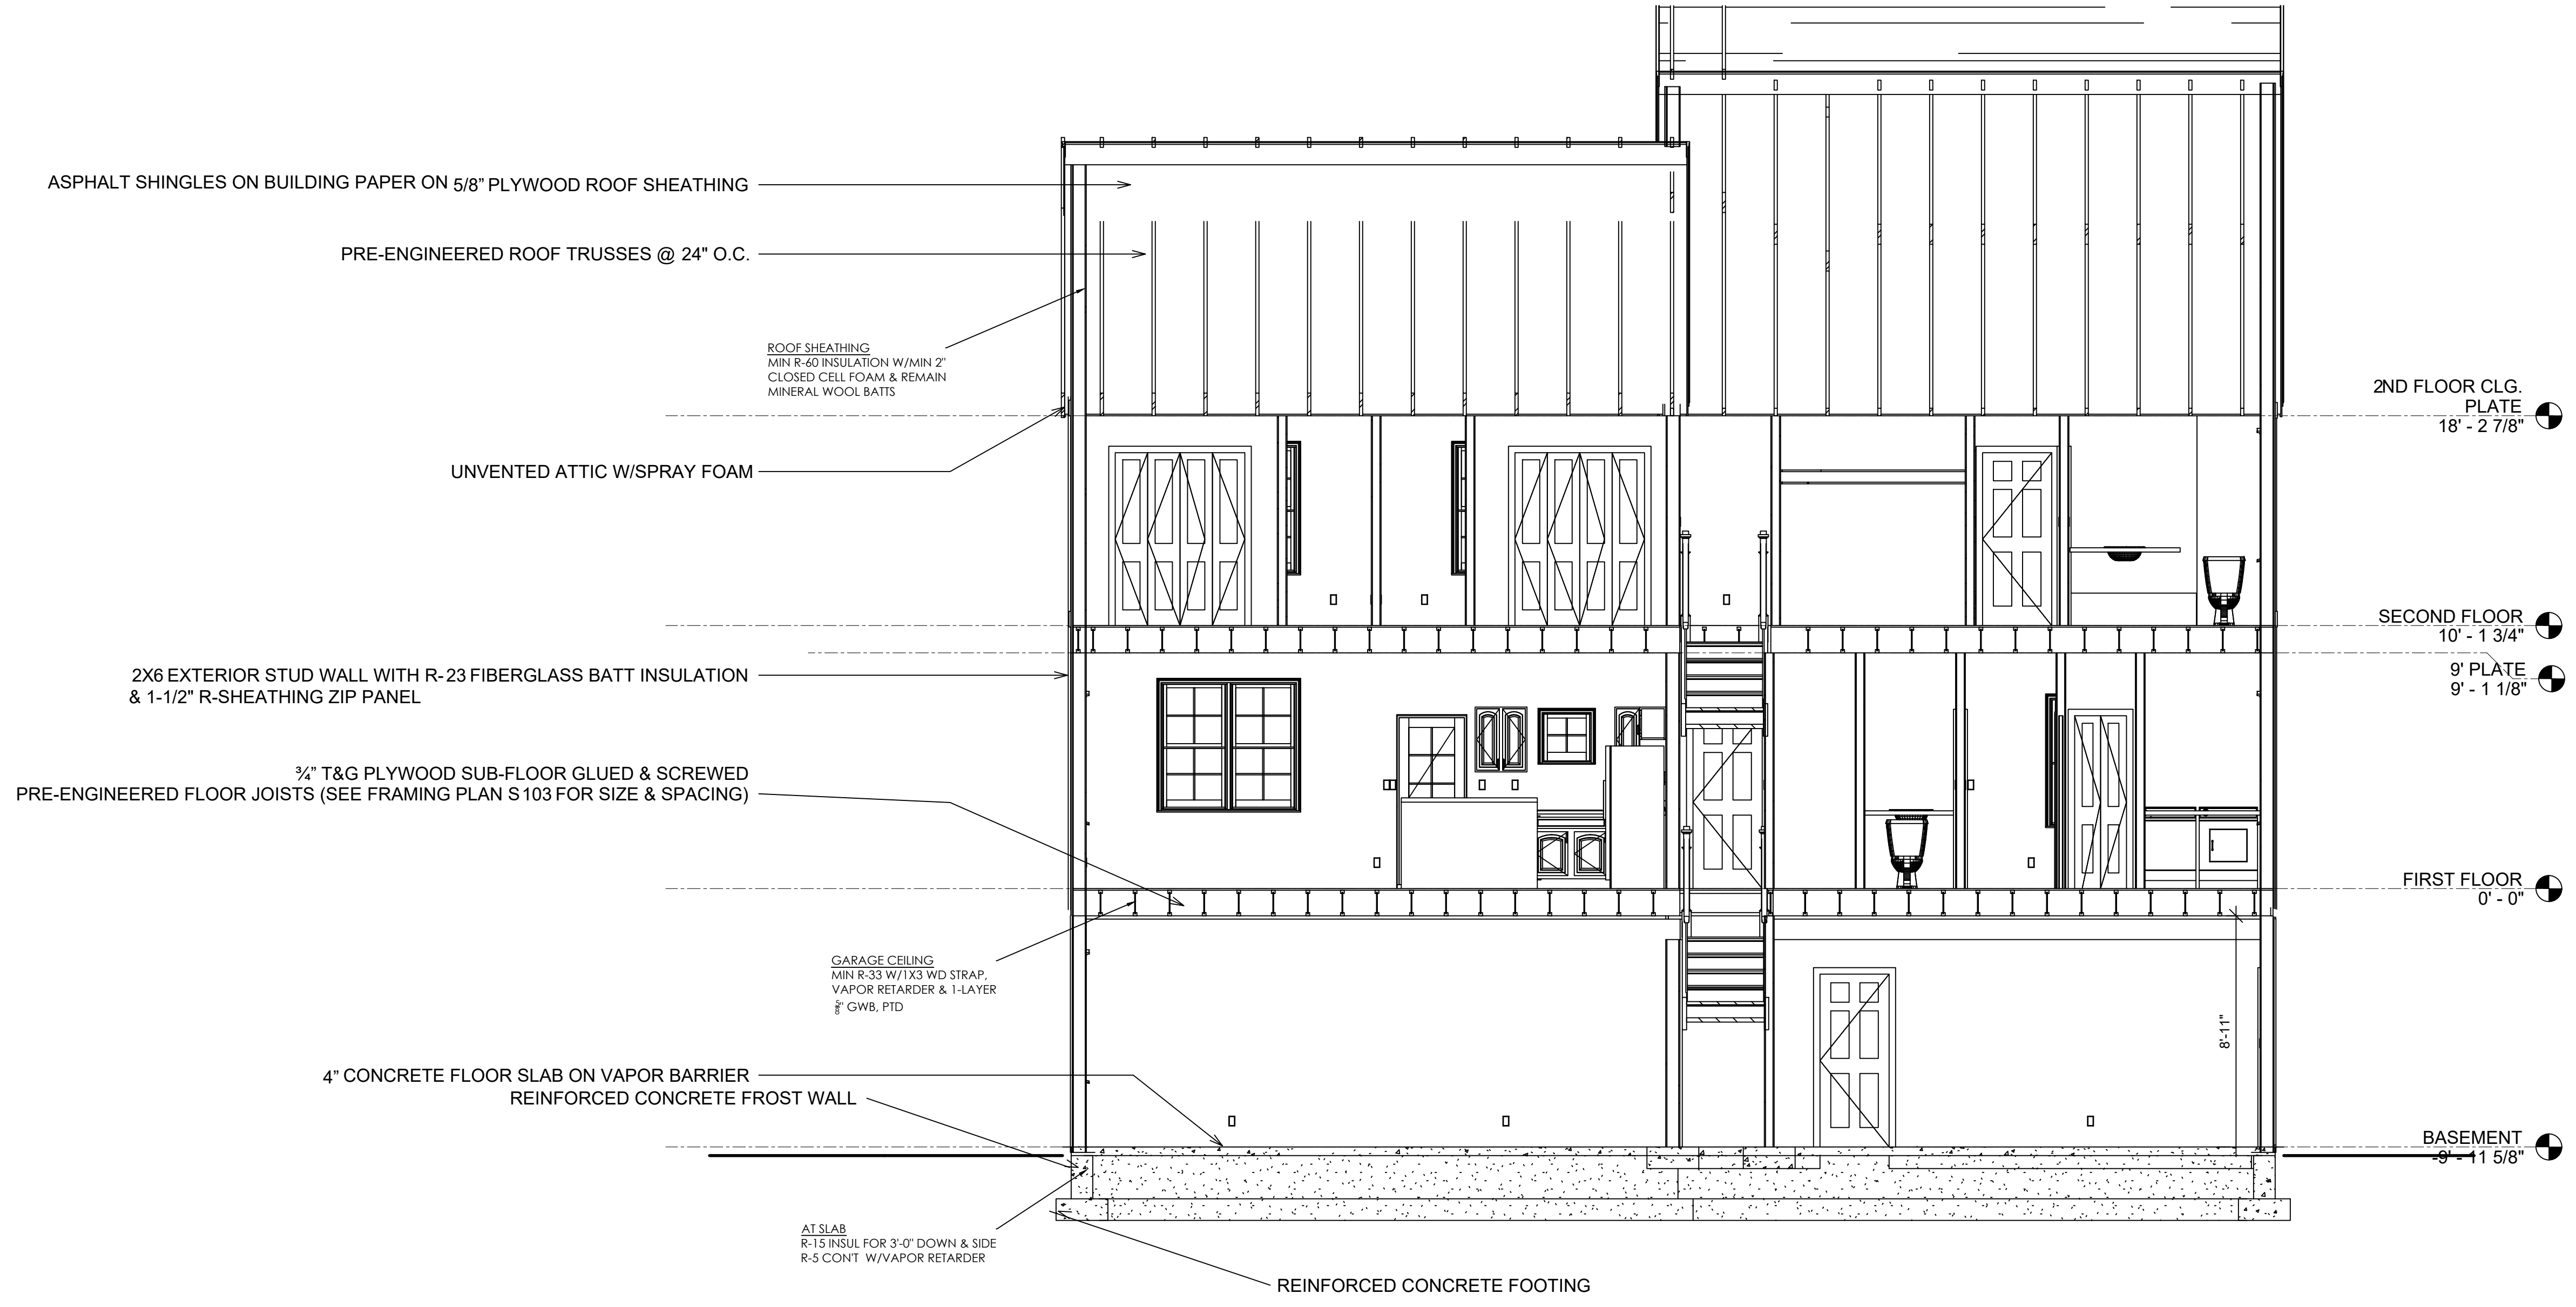 ASPHALT SHINGLES ON BUILDING PAPER ON 5/8” PLYWOOD ROOF SHEATHING
PRE-ENGINEERED ROOF TRUSSES @ 24" O.C.
ROOF SHEATHING
MIN R-60 INSULATION W/MIN 2"
CLOSED CELL FOAM & REMAIN
MINERAL WOOL BATTS
2ND FLOOR CLG.
PLATE
18' - 2 7/8"
UNVENTED ATTIC W/SPRAY FOAM
SECOND FLOOR
10' - 1 3/4"
2X6 EXTERIOR STUD WALL WITH R-23 FIBERGLASS BATT INSULATION
& 1-1/2" R-SHEATHING ZIP PANEL
9' PLATE
9' - 1 1/8"
¾” T&G PLYWOOD SUB-FLOOR GLUED & SCREWED
PRE-ENGINEERED FLOOR JOISTS (SEE FRAMING PLAN S103 FOR SIZE & SPACING)
FIRST FLOOR
0' - 0"
GARAGE CEILING
MIN R-33 W/1X3 WD STRAP,
VAPOR RETARDER & 1-LAYER
⅝" GWB, PTD
8'-11"
4” CONCRETE FLOOR SLAB ON VAPOR BARRIER
REINFORCED CONCRETE FROST WALL
BASEMENT
-9' - 11 5/8"
AT SLAB
R-15 INSUL FOR 3'-0" DOWN & SIDE
R-5 CON'T W/VAPOR RETARDER
REINFORCED CONCRETE FOOTING